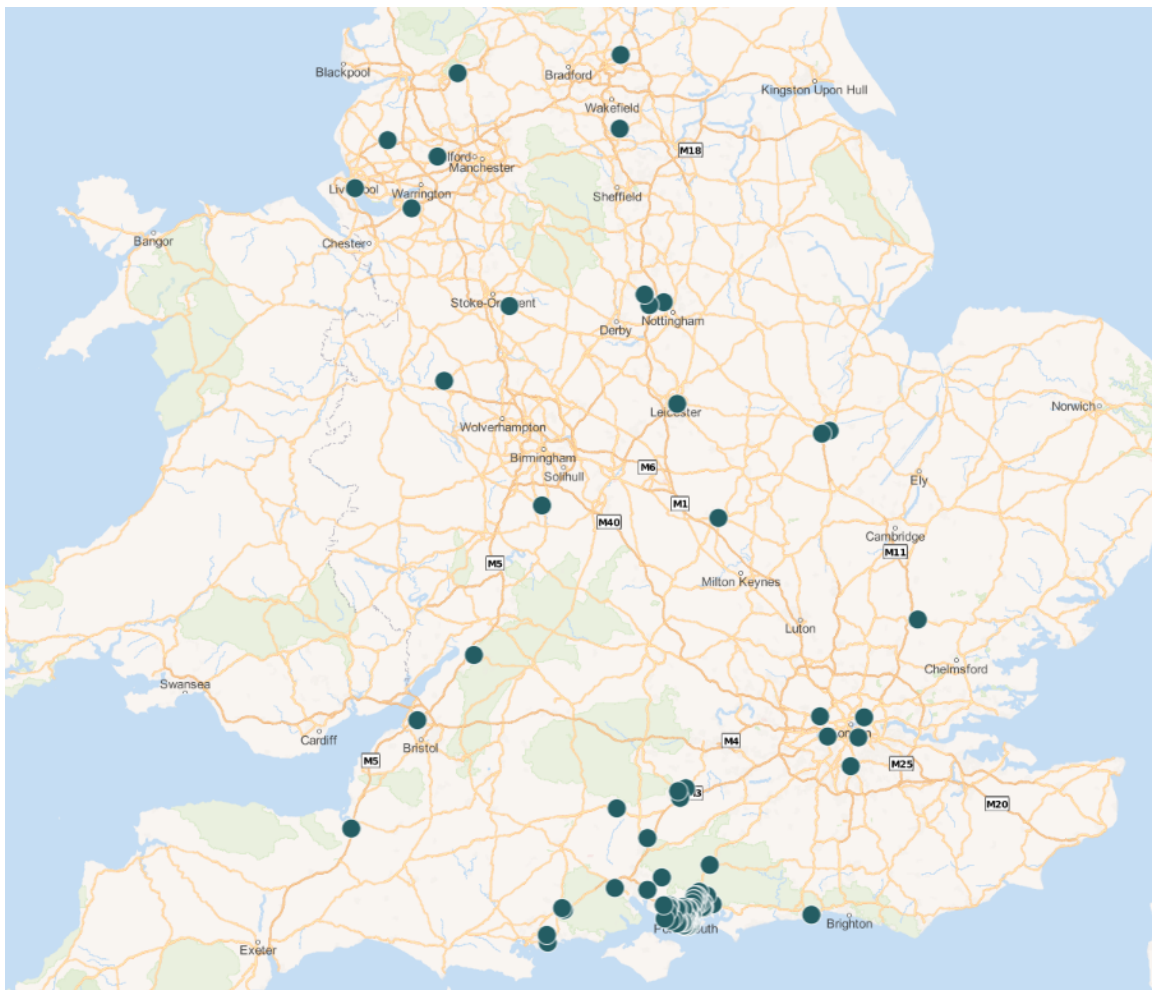 Blackpool
Bradford
Kingston Upon Hull
Wakefield
M18
Manchester
Warrington
Sheffield
Bangor
Chester
Derby
Nottingham
Leicester
Norwich
Wolverhampton
Birmingham
Solihull
M6
Ely
M1
M40
Cambridge
M11
M5
Milton Keynes
Luton
Chelmsford
Swansea
Cardiff
Bristol
M4
M5
M25
M20
Brighton
Exeter